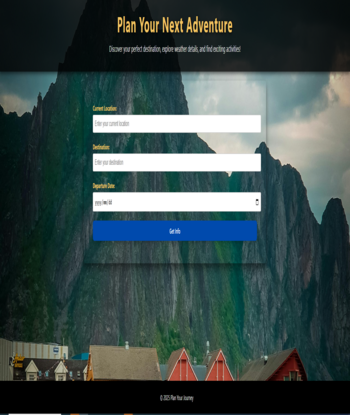 Plan Your Next Adventure
Discover your perfect destination, explore weather details, and find exciting activities!
Current Location:
Enter your current location
Destination:
Enter your destination
Departure Date:
yyyy/mm/dd
Get Info
© 2025 Plan Your Journey